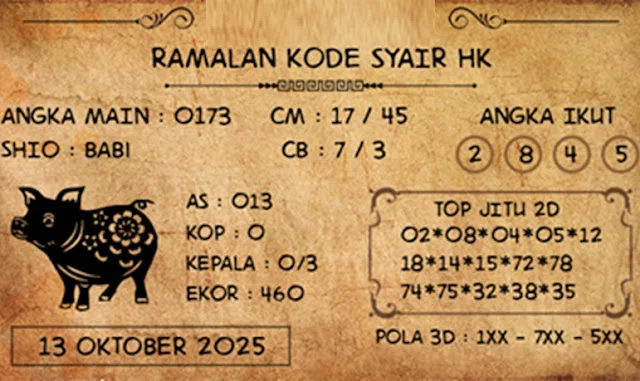 RAMALAN KODE SYAIR HK
ANGKA MAIN : 0173
CM : 17 / 45
ANGKA IKUT
SHIO : BABI
CB : 7 / 3
2 8 4 5
AS : 013
KOP : 0
KEPALA : 0/3
EKOR : 460
TOP JITU 2D
02*08*04*05*12
18*14*15*72*78
74*75*32*38*35
13 OKTOBER 2025
POLA 3D : 1XX - 7XX - 5XX